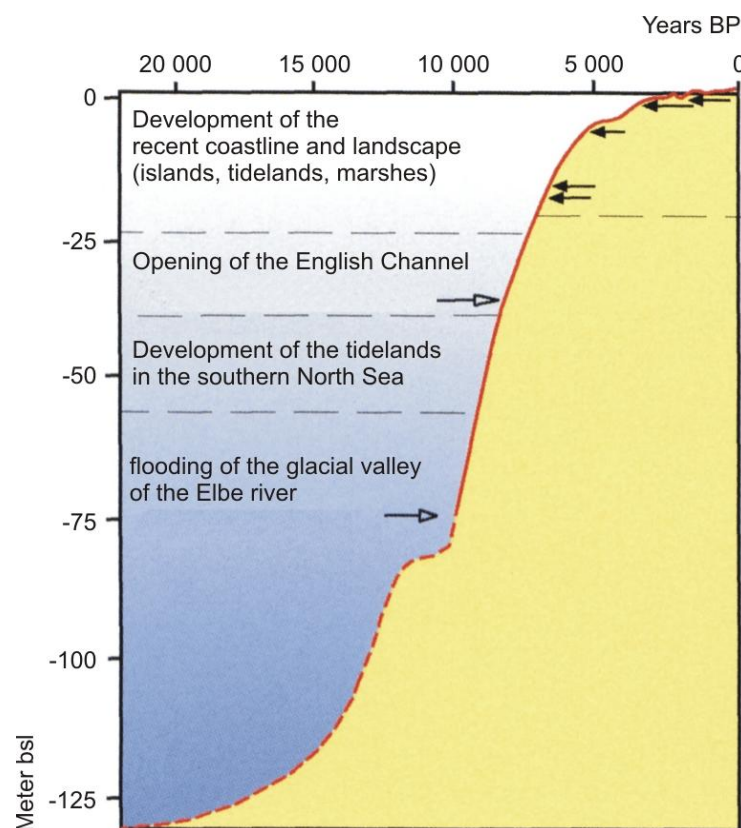 Years BP
20 000 15 000 10 000 5 000 0
0
Development of the
recent coastline and landscape
(islands, tidelands, marshes)
-25
Opening of the English Channel
-50
Development of the tidelands
in the southern North Sea
flooding of the glacial valley
of the Elbe river
-75
-100
-125
Meter bsl